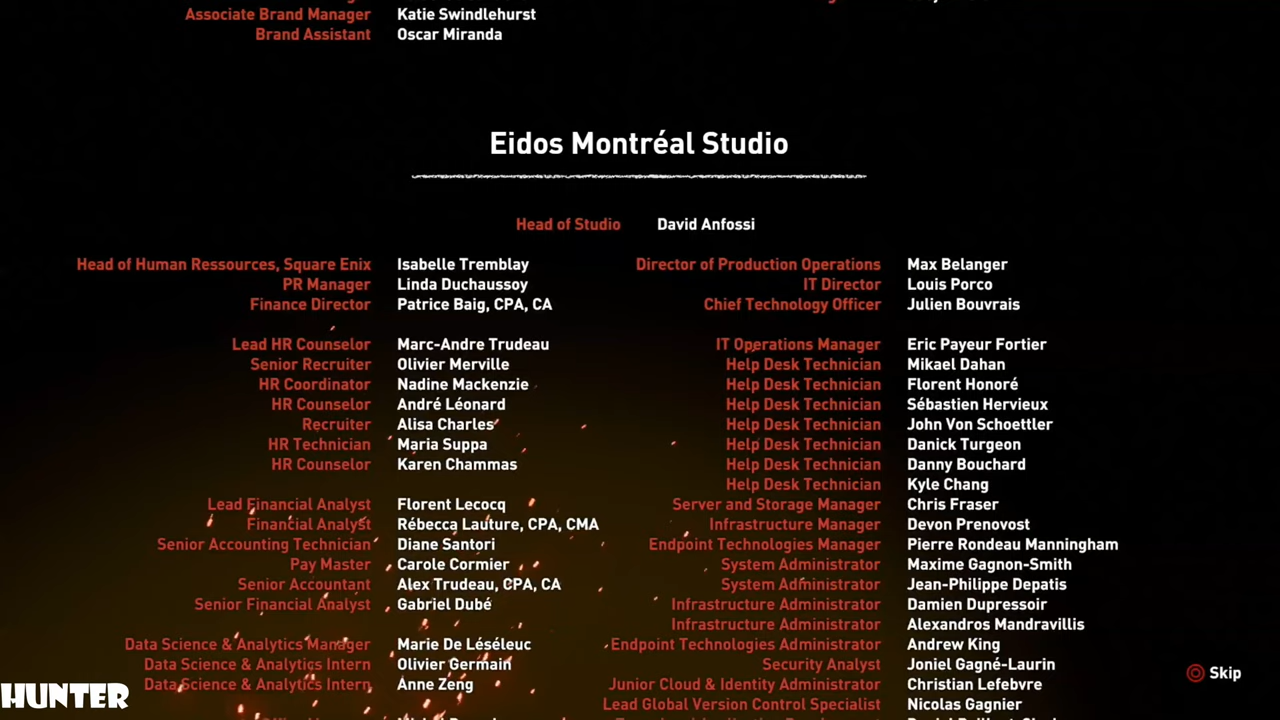 Associate Brand Manager Katie Swindlehurst
Brand Assistant Oscar Miranda
Eidos Montréal Studio
Head of Studio David Anfossi
Head of Human Ressources, Square Enix Isabelle Tremblay
PR Manager Linda Duchaussoy
Finance Director Patrice Baig, CPA, CA
Lead HR Counselor Marc-Andre Trudeau
Senior Recruiter Olivier Merville
HR Coordinator Nadine Mackenzie
HR Counselor André Léonard
Recruiter Alisa Charles
HR Technician Maria Suppa
HR Counselor Karen Chammas
Lead Financial Analyst Florent Lecocq
Financial Analyst Rébecca Lauture, CPA, CMA
Senior Accounting Technician Diane Santori
Pay Master Carole Cormier
Senior Accountant Alex Trudeau, CPA, CA
Senior Financial Analyst Gabriel Dubé
Data Science & Analytics Manager Marie De Léséleuc
Data Science & Analytics Intern Olivier Germain
Data Science & Analytics Intern Anne Zeng
Director of Production Operations Max Belanger
IT Director Louis Porco
Chief Technology Officer Julien Bouvrais
IT Operations Manager Eric Payeur Fortier
Help Desk Technician Mikael Dahan
Help Desk Technician Florent Honoré
Help Desk Technician Sébastien Hervieux
Help Desk Technician John Von Schoettler
Help Desk Technician Danick Turgeon
Help Desk Technician Danny Bouchard
Help Desk Technician Kyle Chang
Server and Storage Manager Chris Fraser
Infrastructure Manager Devon Prenovost
Endpoint Technologies Manager Pierre Rondeau Manningham
System Administrator Maxime Gagnon-Smith
System Administrator Jean-Philippe Depatis
Infrastructure Administrator Damien Dupressoir
Infrastructure Administrator Alexandros Mandravillis
Endpoint Technologies Administrator Andrew King
Security Analyst Joniel Gagné-Laurin
Junior Cloud & Identity Administrator Christian Lefebvre
Lead Global Version Control Specialist Nicolas Gagnier
Skip
HUNTER